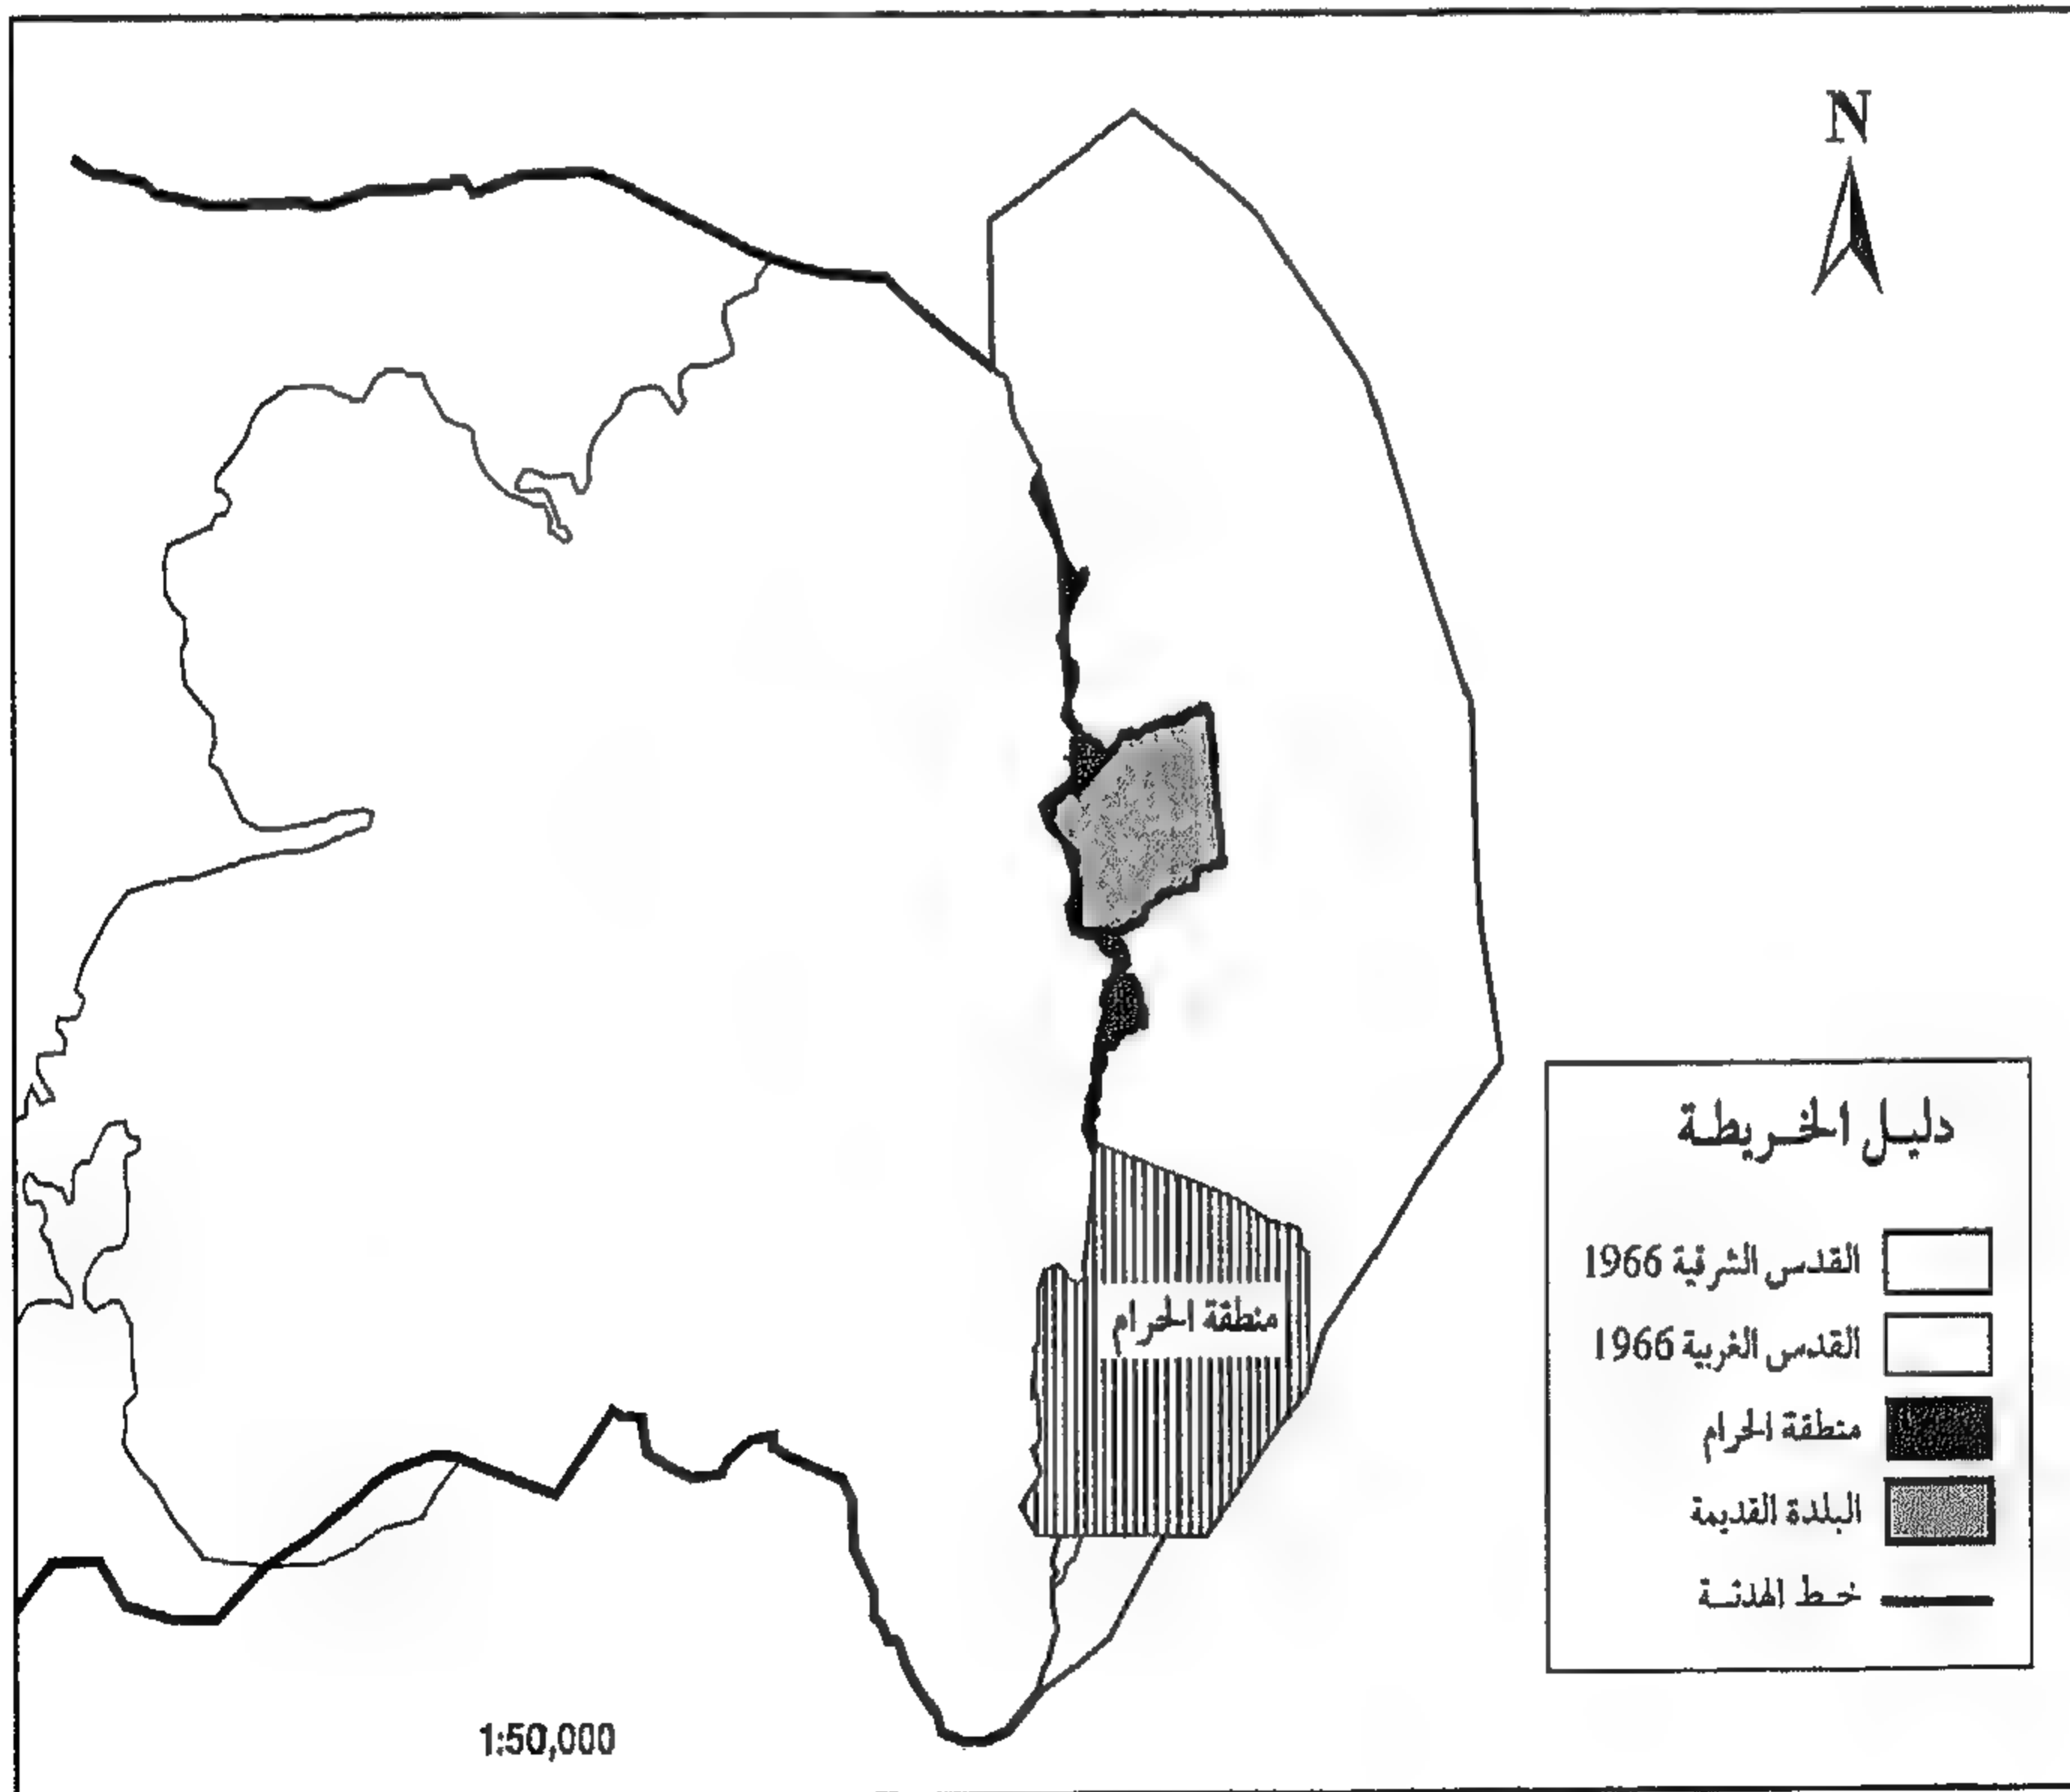 N
منطقة الحرام
دليل الخريطة
القدس الشرقية 1966
القدس الغربية 1966
منطقة الحرام
البلدة القديمة
خط الهدنة
1:50,000